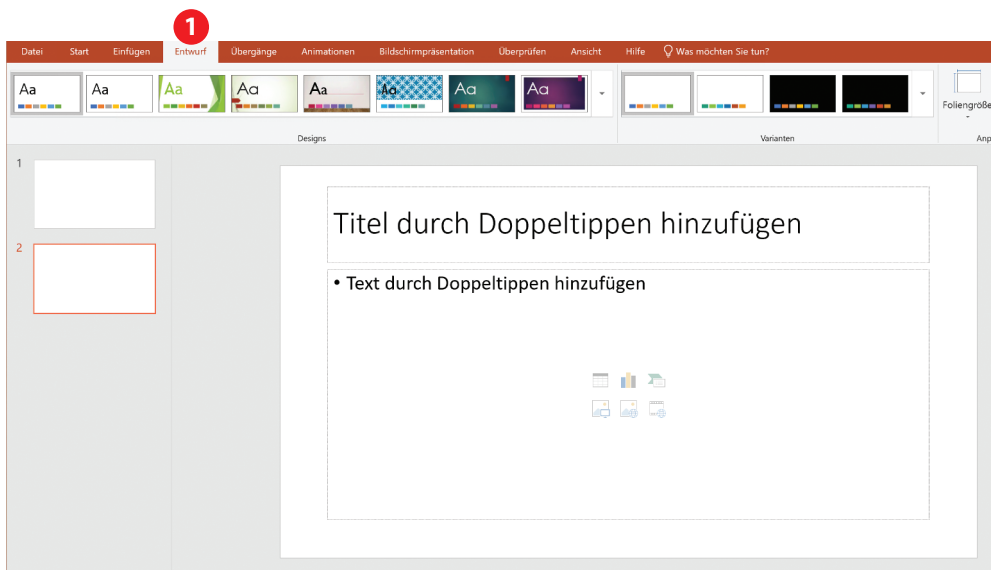 1
Datei Start Einfügen Entwurf Übergänge Animationen Bildschirmpräsentation Überprüfen Ansicht Hilfe Was möchten Sie tun?
Aa Aa Aa Aa Aa Aa Aa Aa
Foliengröße
Designs Varianten Anp
1
2
Titel durch Doppeltippen hinzufügen
• Text durch Doppeltippen hinzufügen